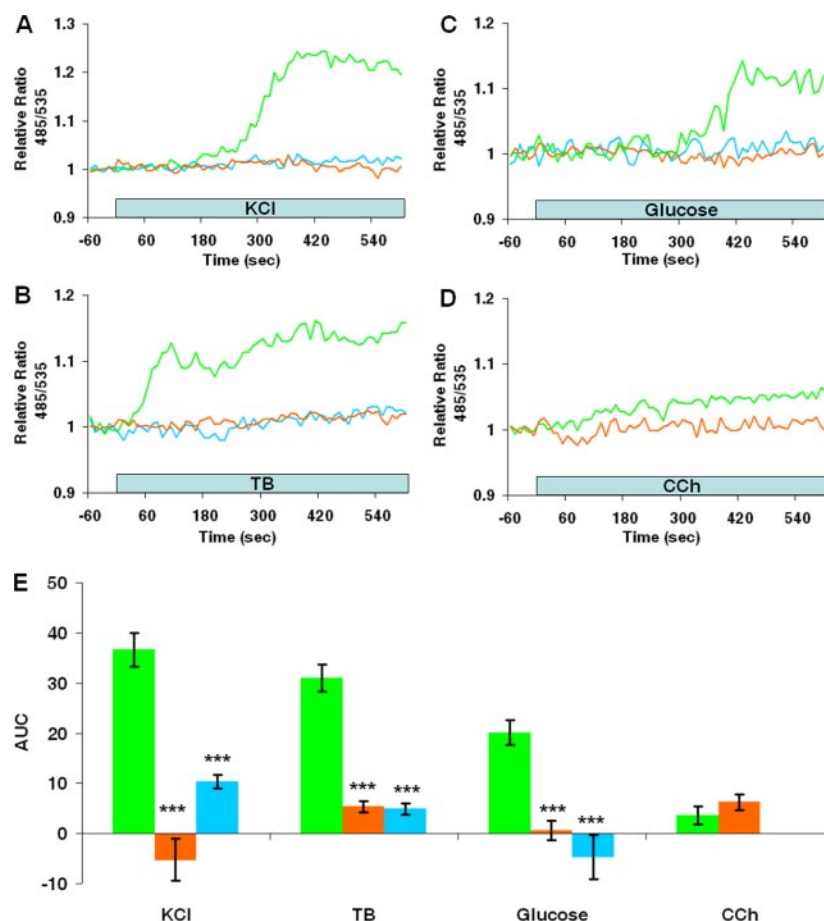 A
Relative Ratio
485/535
1.3
1.2
1.1
1
0.9
KCl
-60 60 180 300 420 540
Time (sec)
C
Relative Ratio
485/535
1.2
1.1
1
0.9
Glucose
-60 60 180 300 420 540
Time (sec)
B
Relative Ratio
485/535
1.2
1.1
1
0.9
TB
-60 60 180 300 420 540
Time (sec)
D
Relative Ratio
485/535
1.2
1.1
1
0.9
CCh
-60 60 180 300 420 540
Time (sec)
E
AUC
50
40
30
20
10
0
-10
*** ***
*** ***
*** ***
KCl TB Glucose CCh